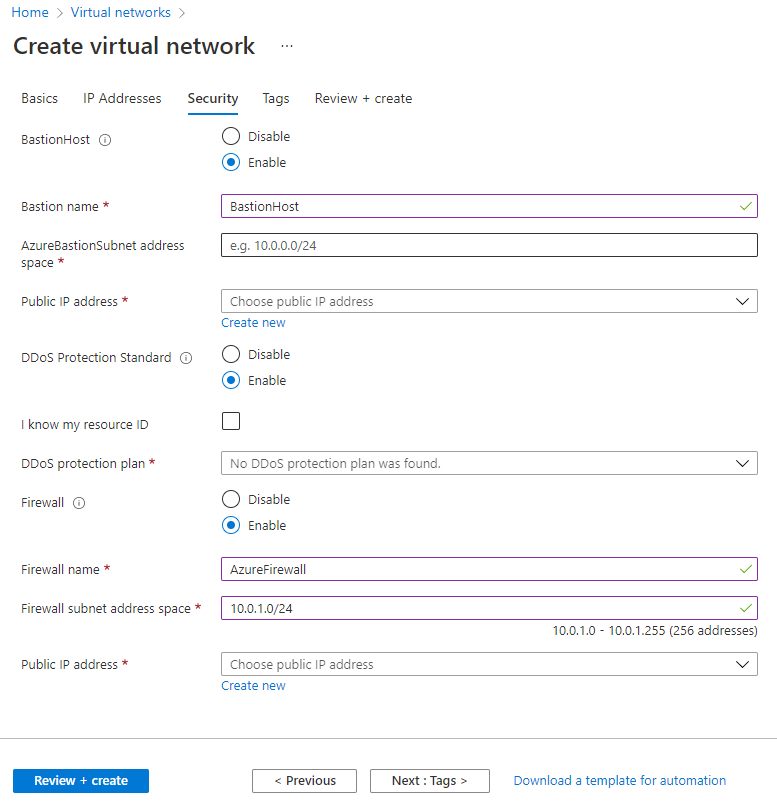 Home > Virtual networks >
Create virtual network ...
Basics IP Addresses Security Tags Review + create
BastionHost
Disable
Enable
Bastion name *
BastionHost
AzureBastionSubnet address
space *
e.g. 10.0.0.0/24
Public IP address *
Choose public IP address
Create new
DDoS Protection Standard
Disable
Enable
I know my resource ID
DDoS protection plan *
No DDoS protection plan was found.
Firewall
Disable
Enable
Firewall name *
AzureFirewall
Firewall subnet address space *
10.0.1.0/24
10.0.1.0 - 10.0.1.255 (256 addresses)
Public IP address *
Choose public IP address
Create new
Review + create
< Previous
Next : Tags >
Download a template for automation